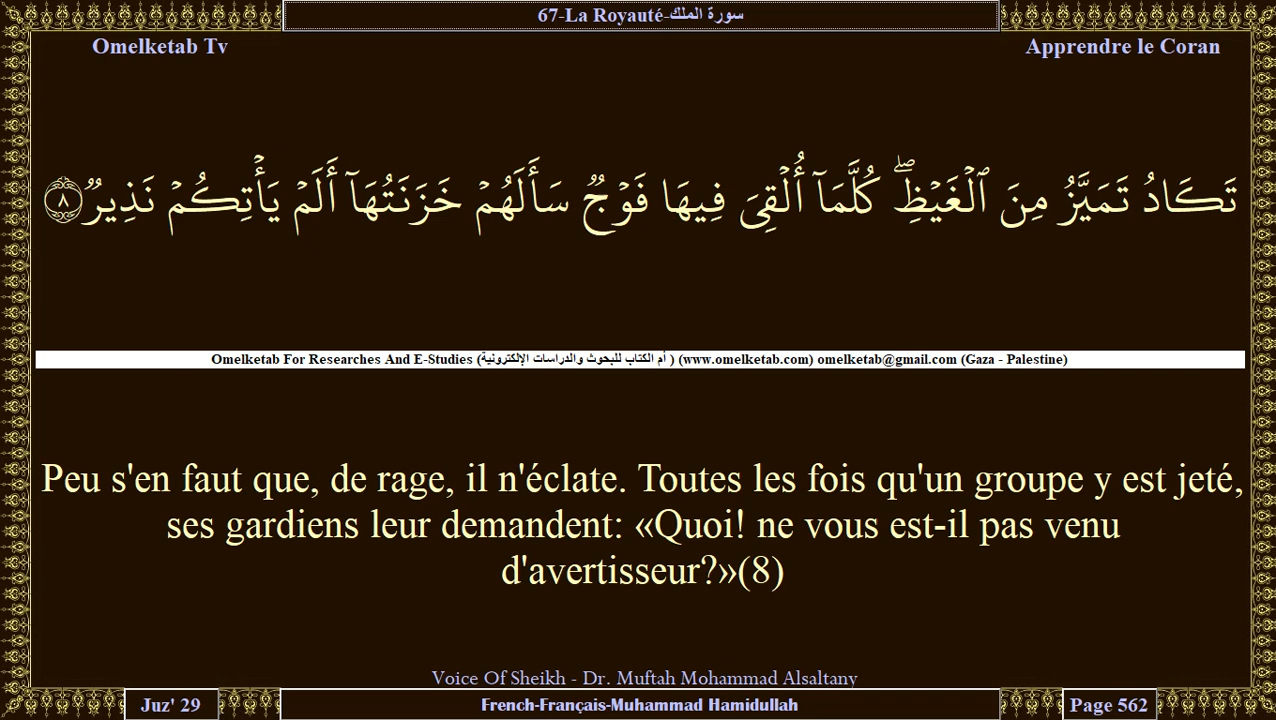 67-La Royauté-سورة الملك
Omelketab Tv
Apprendre le Coran
تَكَادُ تَمَيَّزُ مِنَ ٱلۡغَيۡظِۖ كُلَّمَآ أُلۡقِيَ فِيهَا فَوۡجٞ سَأَلَهُمۡ خَزَنَتُهَآ أَلَمۡ يَأۡتِكُمۡ نَذِيرٞ ٨
Omelketab For Researches And E-Studies (أم الكتاب للبحوث والدراسات الإلكترونية ) (www.omelketab.com) omelketab@gmail.com (Gaza - Palestine)
Peu s'en faut que, de rage, il n'éclate. Toutes les fois qu'un groupe y est jeté,
ses gardiens leur demandent: «Quoi! ne vous est-il pas venu
d'avertisseur?»(8)
Voice Of Sheikh - Dr. Muftah Mohammad Alsaltany
Juz' 29
French-Français-Muhammad Hamidullah
Page 562